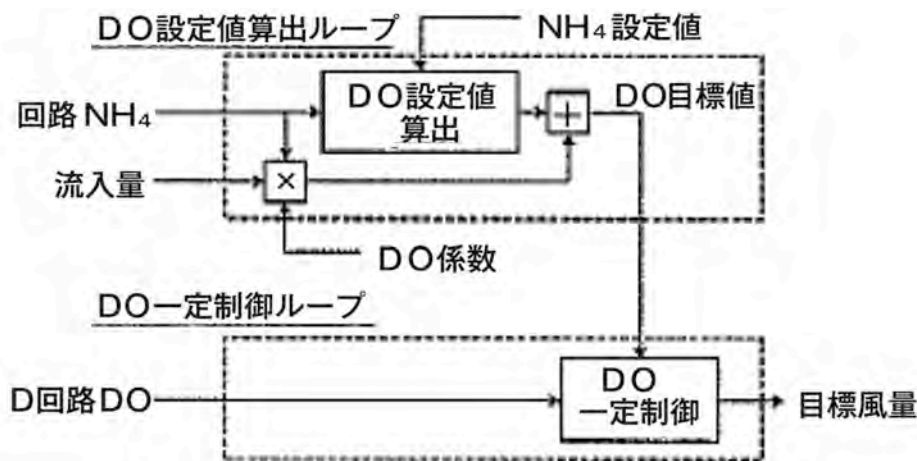 DO設定値算出ループ
NH₄設定値
回路NH₄
DO設定値
算出
+
DO目標値
流入量
×
DO係数
DO一定制御ループ
D回路DO
DO
一定制御
目標風量